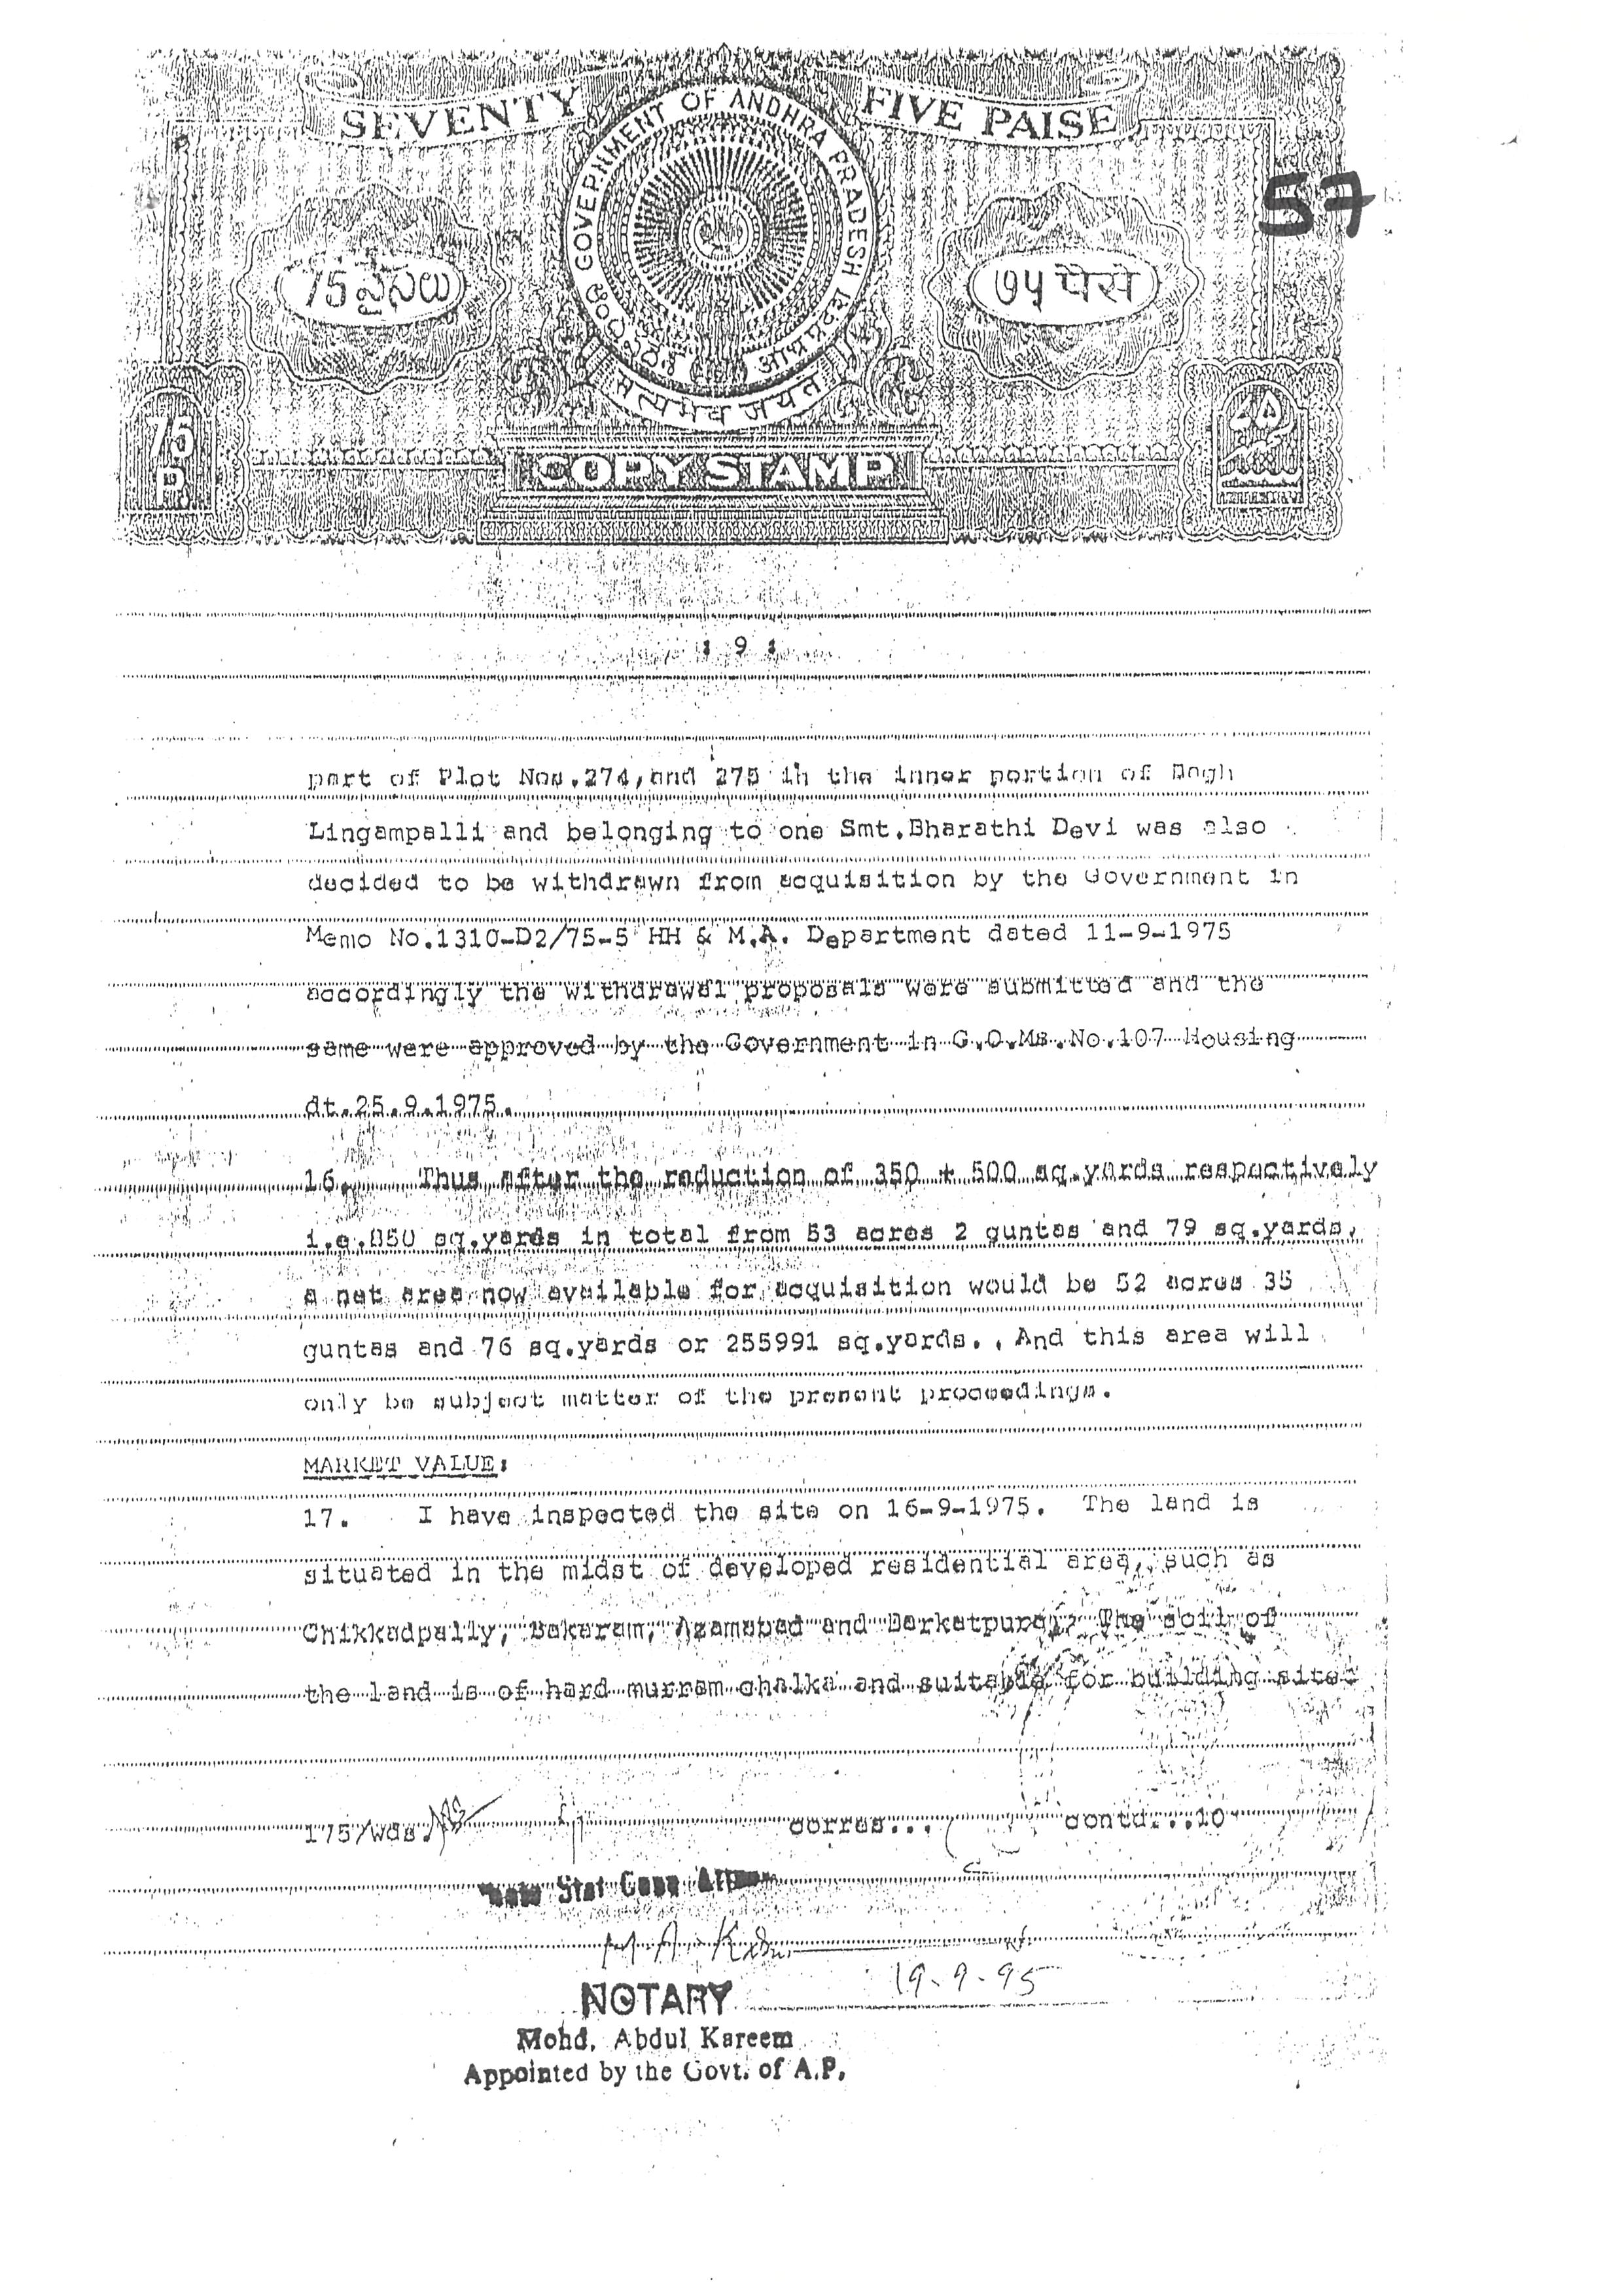 SEVENTY FIVE PAISE
GOVERNMENT OF ANDHRA PRADESH
57
75 పైసలు
७५ पैसे
सत्यमेव जयते
75
P.
COPY STAMP
: 9 :
part of Plot Nos.274,and 275 in the inner portion of Bagh
Lingampalli and belonging to one Smt.Bharathi Devi was also
decided to be withdrawn from acquisition by the Government in
Memo No.1310-D2/75-5 HH & M.A. Department dated 11-9-1975
accordingly the withdrawal proposals were submitted and the
same were approved by the Government in G.O.Ms.No.107 Housing
dt.25.9.1975.
16. Thus after the reduction of 350 + 500 sq.yards respectively
i.e.850 sq.yards in total from 53 acres 2 guntas and 79 sq.yards,
a net area now available for acquisition would be 52 acres 35
guntas and 76 sq.yards or 255991 sq.yards.. And this area will
only be subject matter of the present proceedings.
MARKET VALUE:
17. I have inspected the site on 16-9-1975. The land is
situated in the midst of developed residential area, such as
Chikkadpally, Bakaram, Azamabad and Barkatpura. The soil of
the land is of hard murram chalka and suitable for building site
175/Wds.
corres... contd...10
Stat Copy
NOTARY
19-9-95
Mohd. Abdul Kareem
Appointed by the Govt. of A.P.